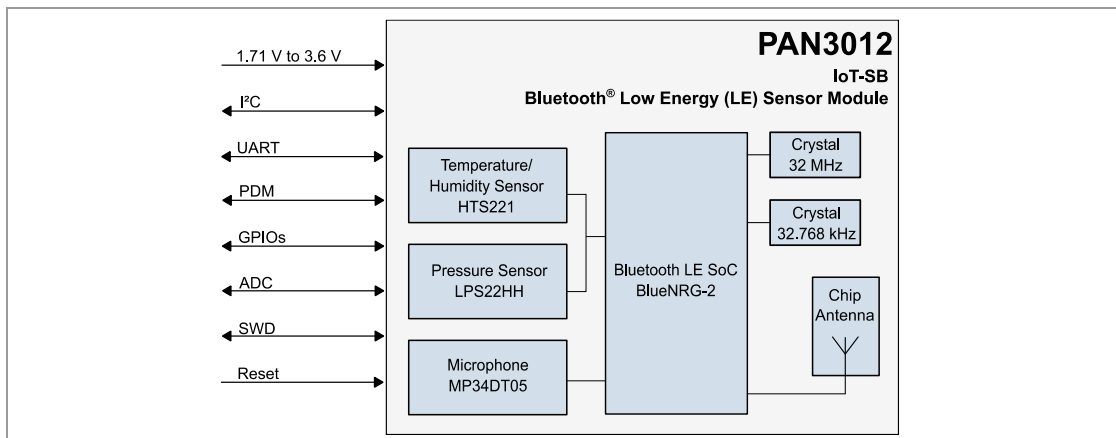 PAN3012
IoT-SB
Bluetooth® Low Energy (LE) Sensor Module
1.71 V to 3.6 V
I²C
UART
PDM
GPIOs
ADC
SWD
Reset
Temperature/
Humidity Sensor
HTS221
Pressure Sensor
LPS22HH
Microphone
MP34DT05
Bluetooth LE SoC
BlueNRG-2
Crystal
32 MHz
Crystal
32.768 kHz
Chip
Antenna